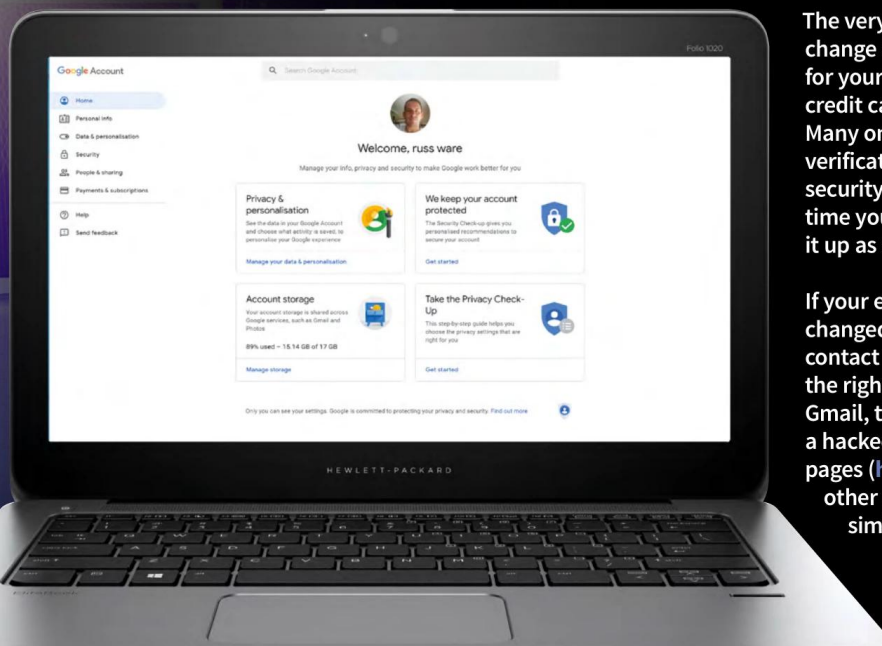 Folio 1020
Google Account
Search Google Account
Home
Personal info
Data & personalisation
Security
People & sharing
Payments & subscriptions
Help
Send feedback
Welcome, russ ware
Manage your info, privacy and security to make Google work better for you
Privacy &
personalisation
See the data in your Google Account
and choose what activity is saved, to
personalise your Google experience
Manage your data & personalisation
We keep your account
protected
The Security Check-up gives you
personalised recommendations to
secure your account
Get started
Account storage
Your account storage is shared across
Google services, such as Gmail and
Photos
89% used – 15.14 GB of 17 GB
Manage storage
Take the Privacy Check-
Up
This step-by-step guide helps you
choose the privacy settings that are
right for you
Get started
Only you can see your settings. Google is committed to protecting your privacy and security. Find out more
HEWLETT-PACKARD
The very
change
for your
credit ca
Many on
verificat
security
time you
it up as
If your e
changed
contact
the righ
Gmail, t
a hacke
pages (h
other
sim